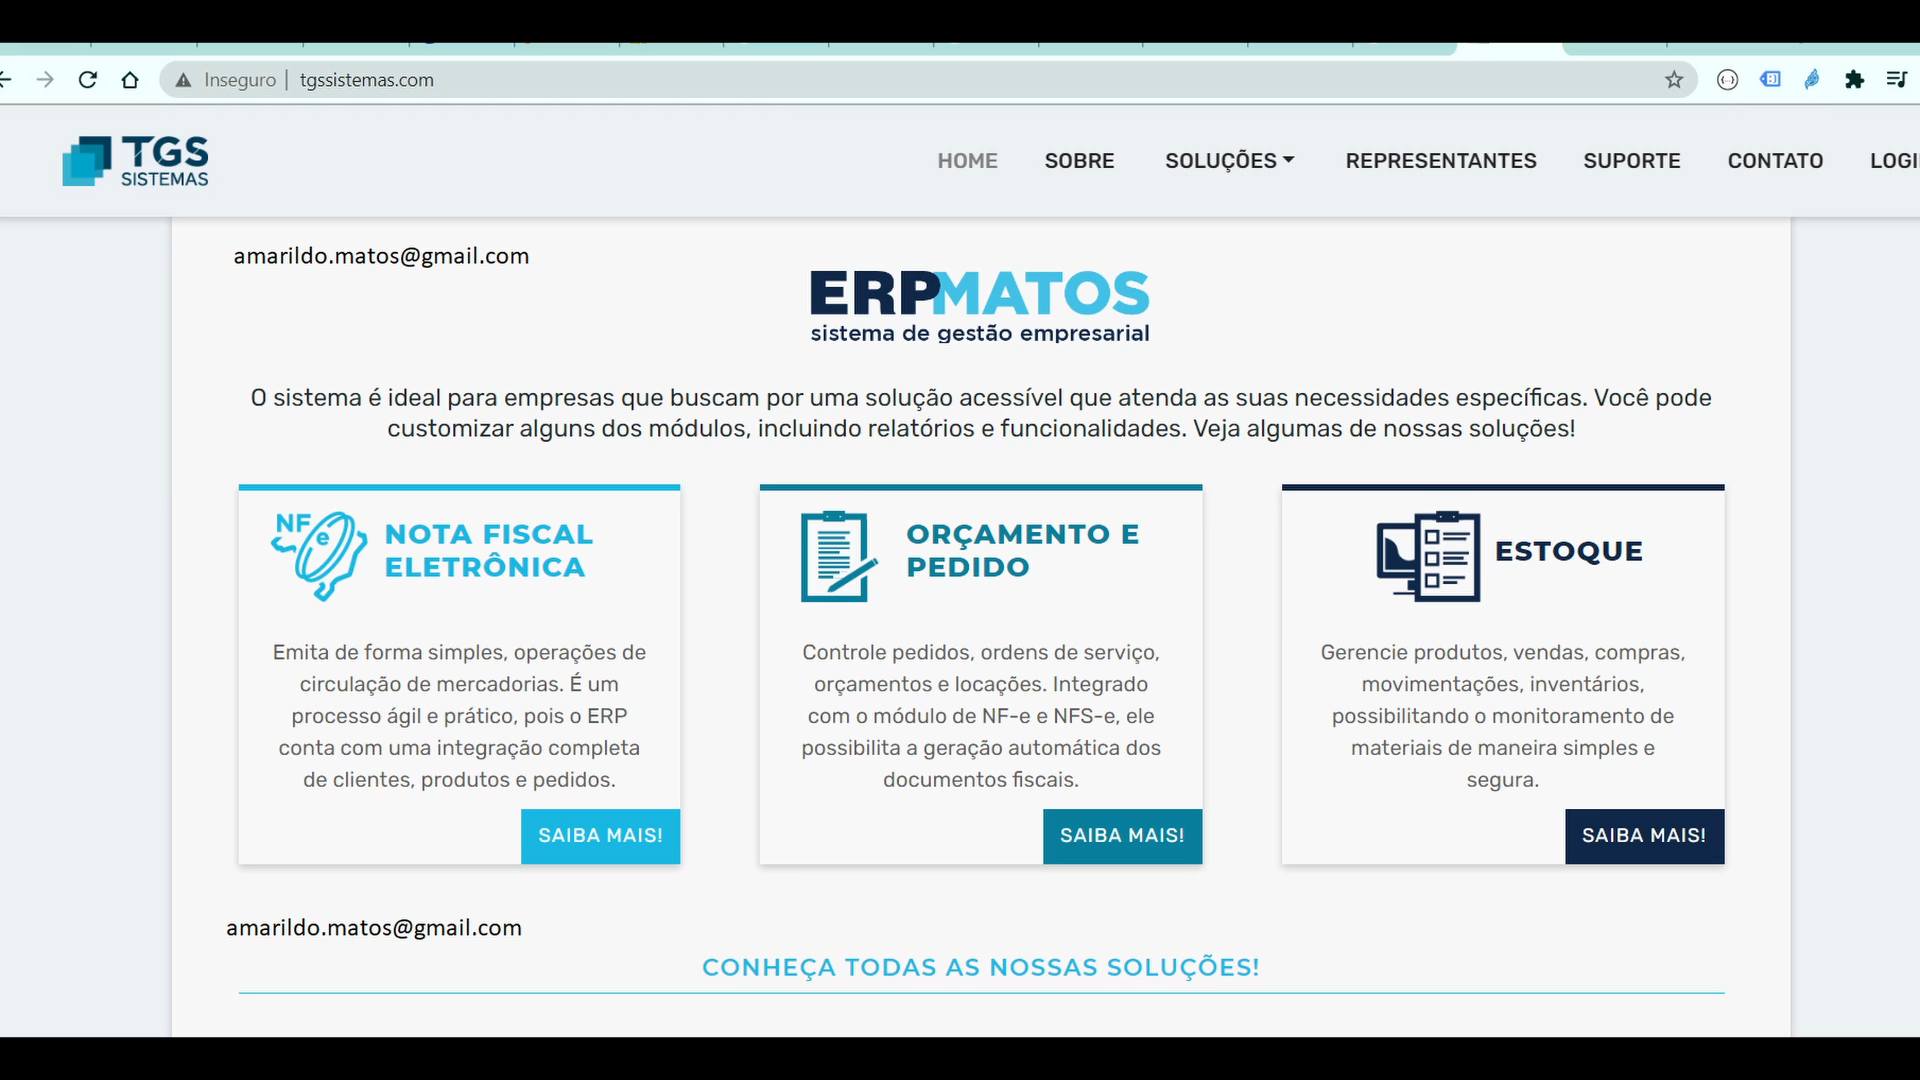 Inseguro | tgssistemas.com
TGS
SISTEMAS
HOME SOBRE SOLUÇÕES REPRESENTANTES SUPORTE CONTATO LOGI
amarildo.matos@gmail.com
ERPMATOS
sistema de gestão empresarial
O sistema é ideal para empresas que buscam por uma solução acessível que atenda as suas necessidades específicas. Você pode
customizar alguns dos módulos, incluindo relatórios e funcionalidades. Veja algumas de nossas soluções!
NF
e
NOTA FISCAL
ELETRÔNICA
Emita de forma simples, operações de
circulação de mercadorias. É um
processo ágil e prático, pois o ERP
conta com uma integração completa
de clientes, produtos e pedidos.
SAIBA MAIS!
ORÇAMENTO E
PEDIDO
Controle pedidos, ordens de serviço,
orçamentos e locações. Integrado
com o módulo de NF-e e NFS-e, ele
possibilita a geração automática dos
documentos fiscais.
SAIBA MAIS!
ESTOQUE
Gerencie produtos, vendas, compras,
movimentações, inventários,
possibilitando o monitoramento de
materiais de maneira simples e
segura.
SAIBA MAIS!
amarildo.matos@gmail.com
CONHEÇA TODAS AS NOSSAS SOLUÇÕES!